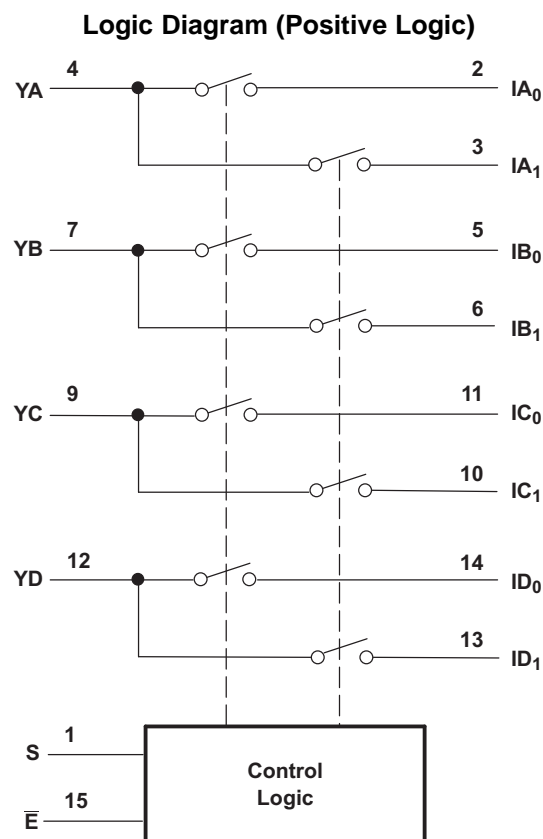 Logic Diagram (Positive Logic)
YA 4 2 IA₀
3 IA₁
YB 7 5 IB₀
6 IB₁
YC 9 11 IC₀
10 IC₁
YD 12 14 ID₀
13 ID₁
S 1
E̅ 15
Control
Logic